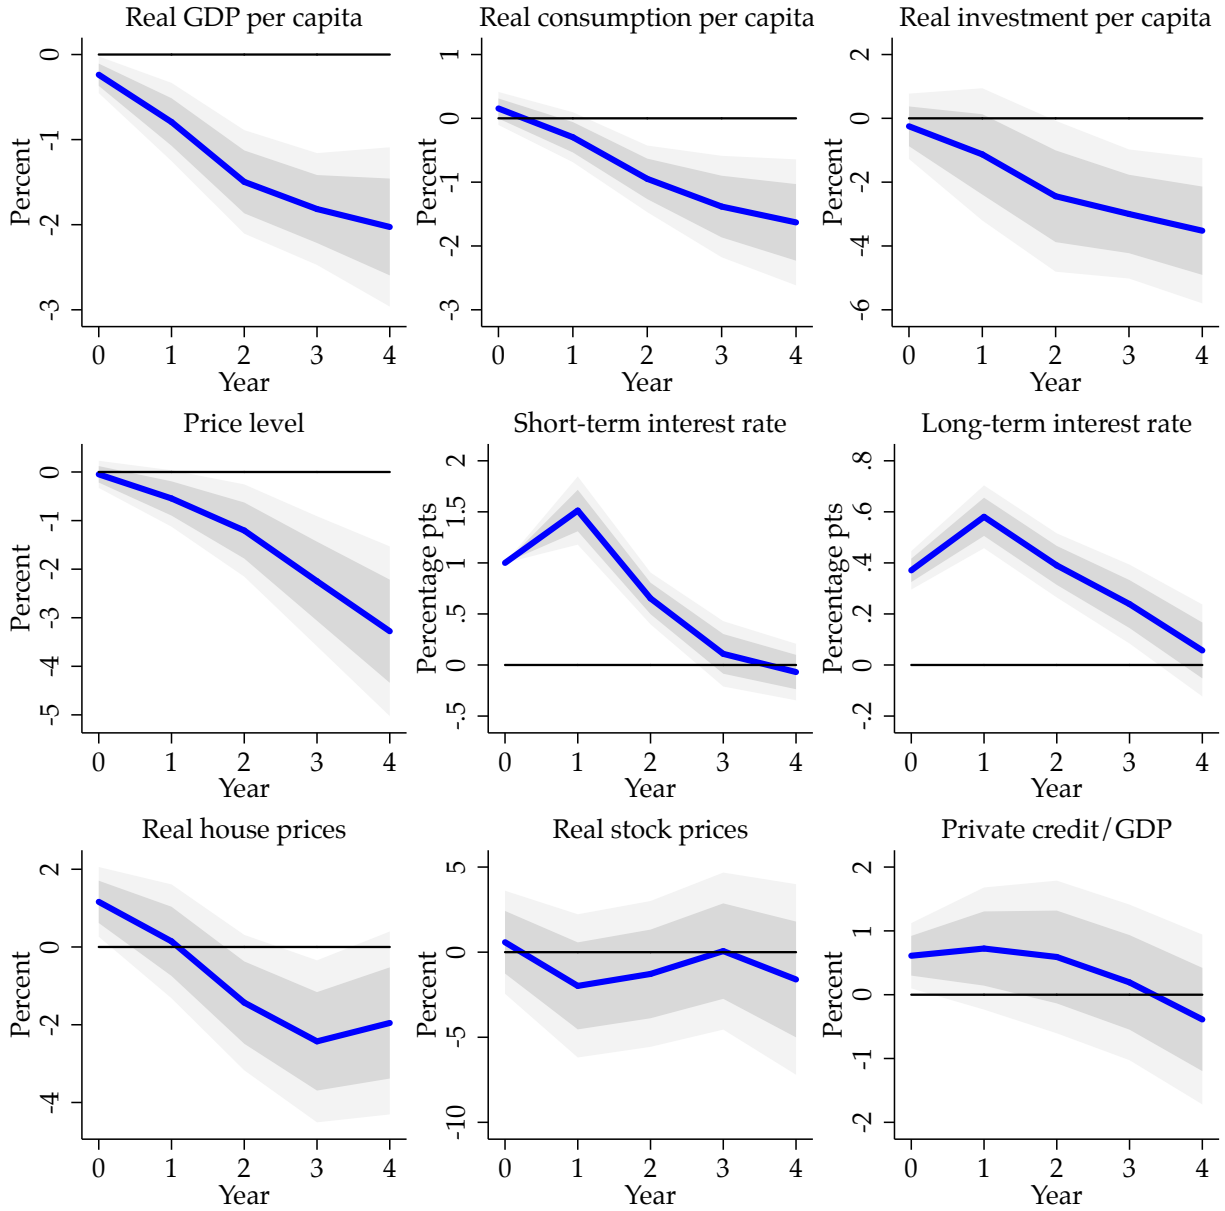 Real GDP per capita
Percent
0
-1
-2
-3
0 1 2 3 4
Year
Real consumption per capita
Percent
1
0
-1
-2
-3
0 1 2 3 4
Year
Real investment per capita
Percent
2
0
-2
-4
-6
0 1 2 3 4
Year
Price level
Percent
0
-1
-2
-3
-4
-5
0 1 2 3 4
Year
Short-term interest rate
Percentage pts
2
1.5
1
.5
0
-.5
0 1 2 3 4
Year
Long-term interest rate
Percentage pts
.8
.6
.4
.2
0
-.2
0 1 2 3 4
Year
Real house prices
Percent
2
0
-2
-4
0 1 2 3 4
Year
Real stock prices
Percent
5
0
-5
-10
0 1 2 3 4
Year
Private credit/GDP
Percent
2
1
0
-1
-2
0 1 2 3 4
Year